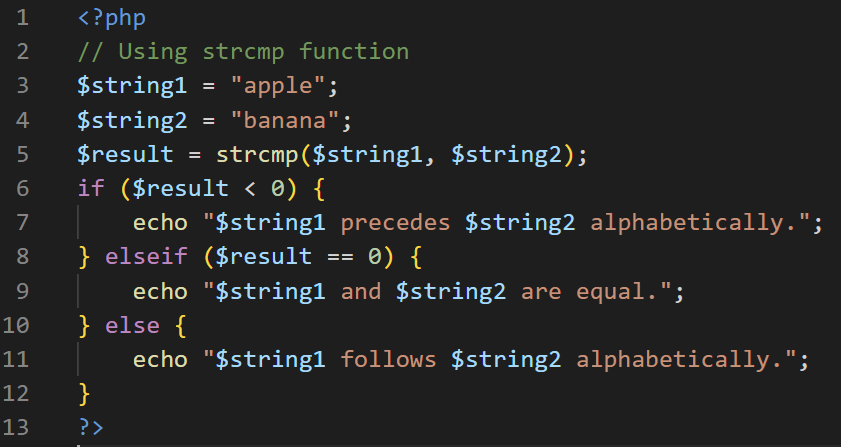 1 <?php
2 // Using strcmp function
3 $string1 = "apple";
4 $string2 = "banana";
5 $result = strcmp($string1, $string2);
6 if ($result < 0) {
7     echo "$string1 precedes $string2 alphabetically.";
8 } elseif ($result == 0) {
9     echo "$string1 and $string2 are equal.";
10 } else {
11     echo "$string1 follows $string2 alphabetically.";
12 }
13 ?>